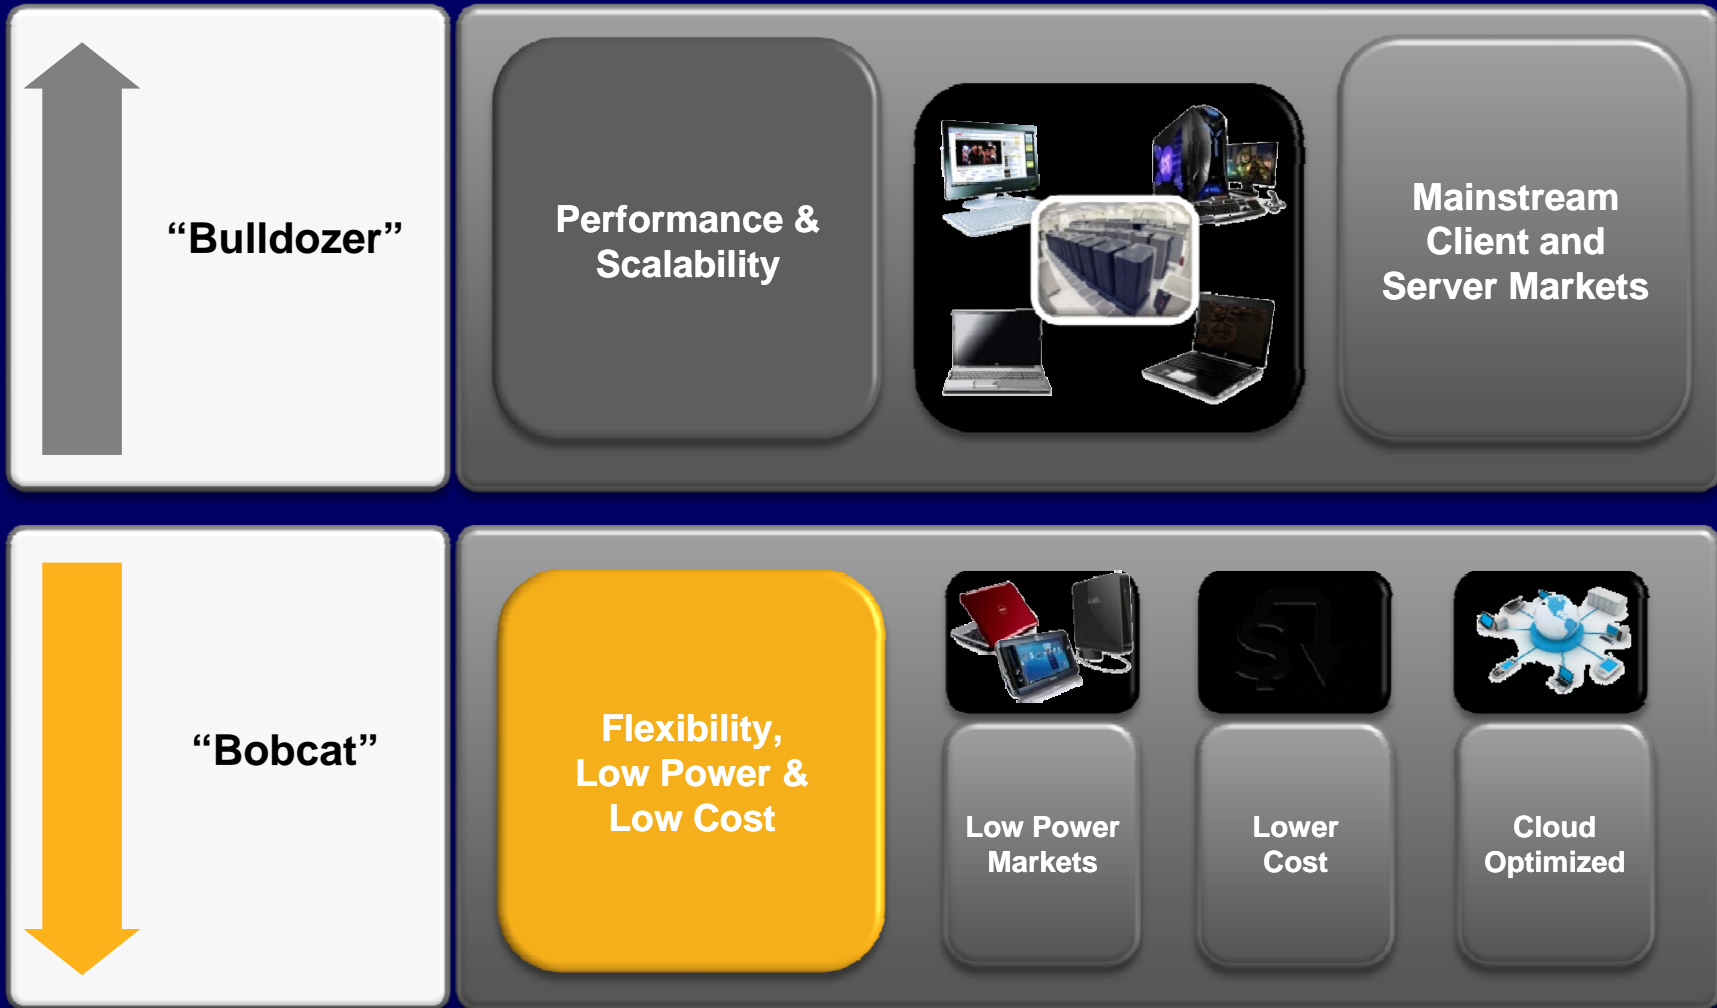 “Bulldozer”
Performance &
Scalability
Mainstream
Client and
Server Markets
“Bobcat”
Flexibility,
Low Power &
Low Cost
Low Power
Markets
$
Lower
Cost
Cloud
Optimized